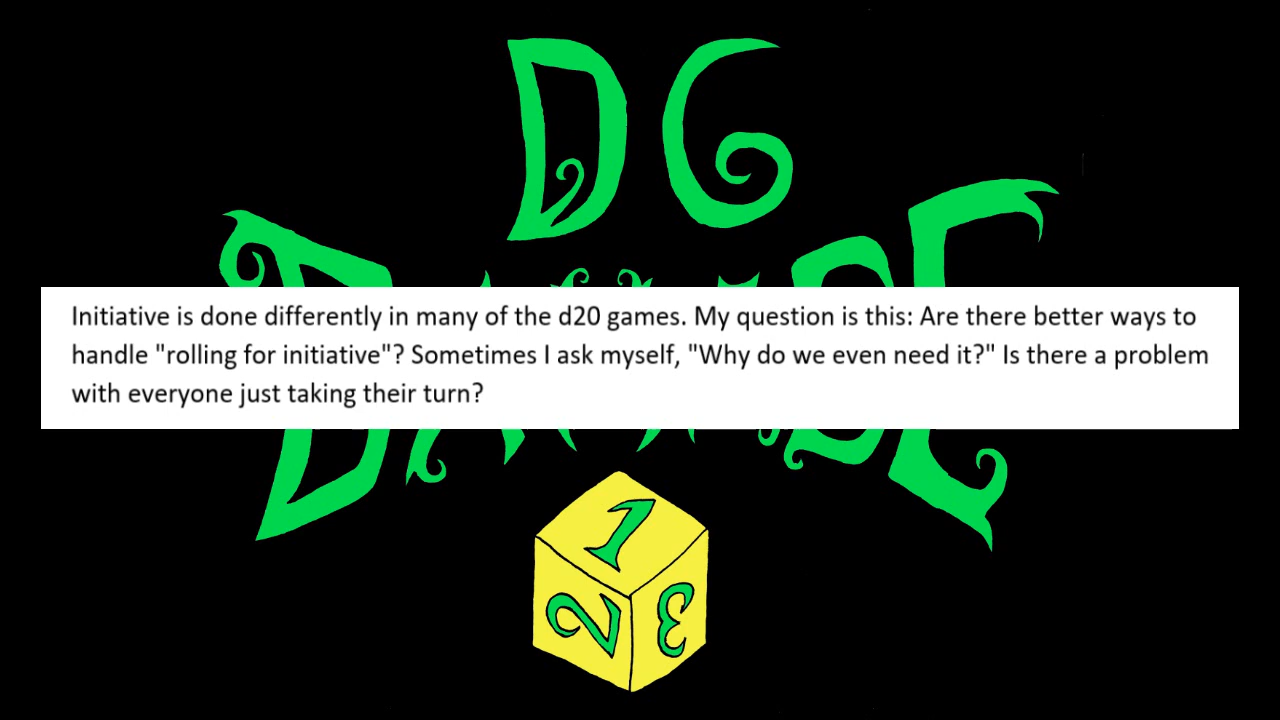 D6
Initiative is done differently in many of the d20 games. My question is this: Are there better ways to
handle "rolling for initiative"? Sometimes I ask myself, "Why do we even need it?" Is there a problem
with everyone just taking their turn?
1
2 3